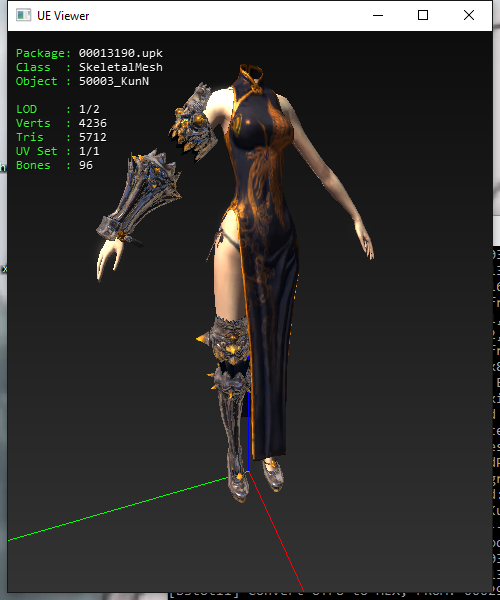 UE Viewer
Package: 00013190.upk
Class : SkeletalMesh
Object : 50003_KunN
LOD : 1/2
Verts : 4236
Tris : 5712
UV Set : 1/1
Bones : 96